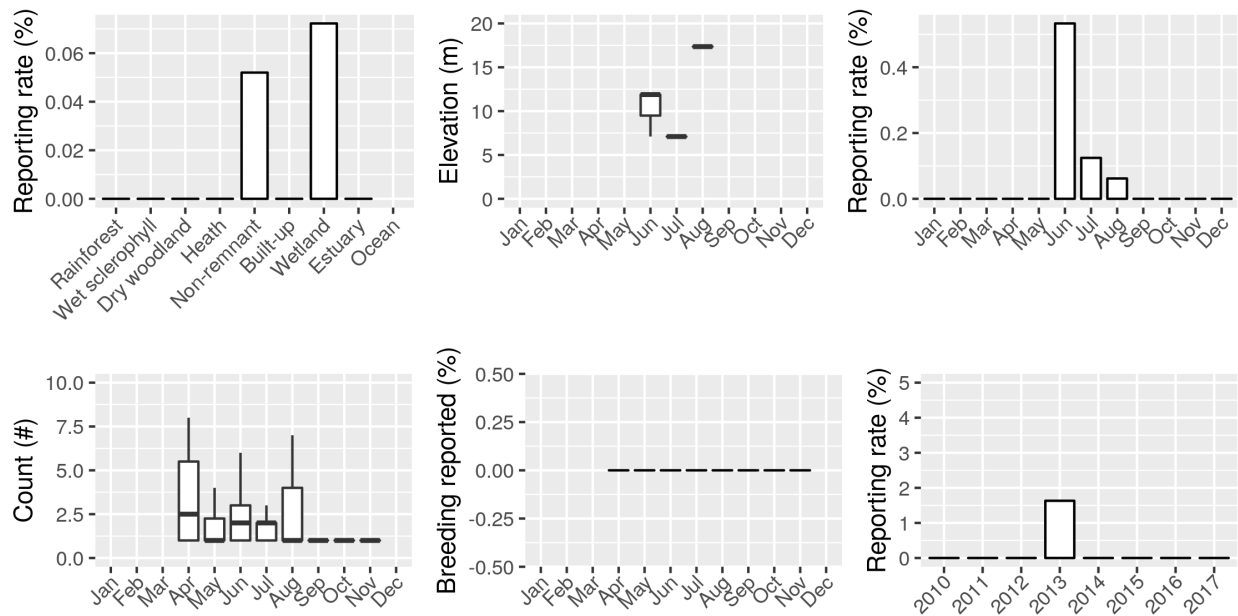 Reporting rate (%)
0.06
0.04
0.02
0.00
Rainforest
Wet sclerophyll
Dry woodland
Heath
Non-remnant
Built-up
Wetland
Estuary
Ocean
Elevation (m)
20
15
10
5
0
Jan Feb Mar Apr May Jun Jul Aug Sep Oct Nov Dec
Reporting rate (%)
0.4
0.2
0.0
Jan Feb Mar Apr May Jun Jul Aug Sep Oct Nov Dec
Count (#)
10.0
7.5
5.0
2.5
0.0
Jan Feb Mar Apr May Jun Jul Aug Sep Oct Nov Dec
Breeding reported (%)
0.50
0.25
0.00
-0.25
-0.50
Jan Feb Mar Apr May Jun Jul Aug Sep Oct Nov Dec
Reporting rate (%)
5
4
3
2
1
0
2010 2011 2012 2013 2014 2015 2016 2017